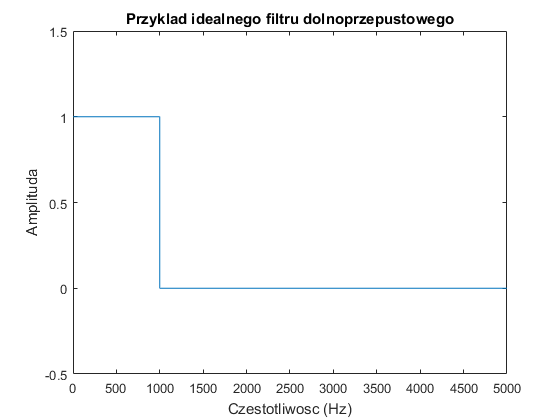 Przyklad idealnego filtru dolnoprzepustowego
1.5
1
0.5
0
-0.5
Amplituda
0 500 1000 1500 2000 2500 3000 3500 4000 4500 5000
Czestotliwosc (Hz)